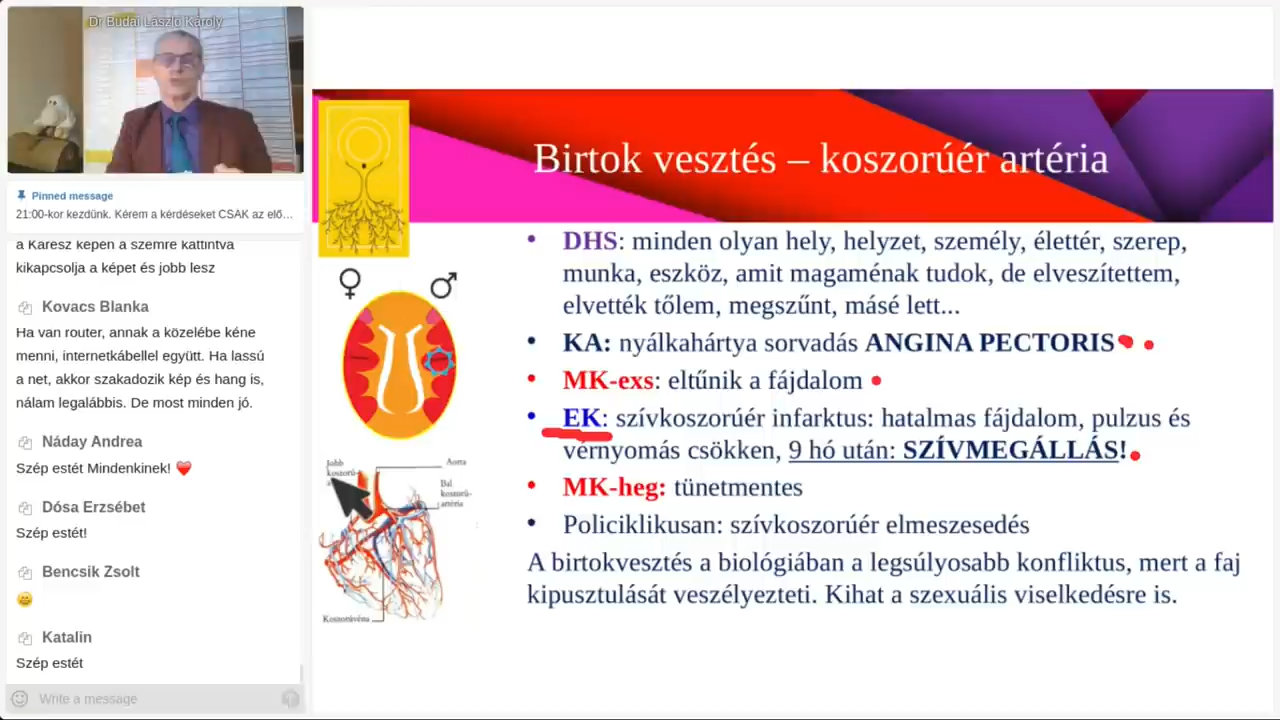 Dr Budai László Károly
Pinned message
21:00-kor kezdünk. Kérem a kérdéseket CSAK az elő…
a Karesz képen a szemre kattintva
kikapcsolja a képet és jobb lesz
Kovacs Blanka
Ha van router, annak a közelébe kéne
menni, internetkábellel együtt. Ha lassú
a net, akkor szakadozik kép és hang is,
nálam legalábbis. De most minden jó.
Náday Andrea
Szép estét Mindenkinek! ❤️
Dósa Erzsébet
Szép estét!
Bencsik Zsolt
😄
Katalin
Szép estét
Write a message
Birtok vesztés – koszorúér artéria
• DHS: minden olyan hely, helyzet, személy, élettér, szerep,
munka, eszköz, amit magaménak tudok, de elveszítettem,
elvették tőlem, megszűnt, másé lett...
• KA: nyálkahártya sorvadás ANGINA PECTORIS
• MK-exs: eltűnik a fájdalom
• EK: szívkoszorúér infarktus: hatalmas fájdalom, pulzus és
vérnyomás csökken, 9 hó után: SZÍVMEGÁLLÁS!
• MK-heg: tünetmentes
• Policiklikusan: szívkoszorúér elmeszesedés
A birtokvesztés a biológiában a legsúlyosabb konfliktus, mert a faj
kipusztulását veszélyezteti. Kihat a szexuális viselkedésre is.
♀ ♂
Jobb
koszorú-
Aorta
Bal
koszorú-
artéria
Koszorúvéna